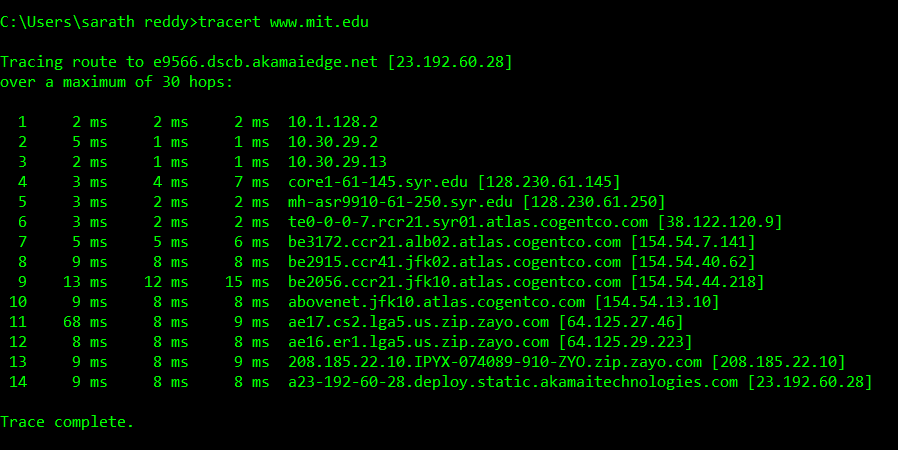 C:\Users\sarath reddy>tracert www.mit.edu
Tracing route to e9566.dscb.akamaiedge.net [23.192.60.28]
over a maximum of 30 hops:
1 2 ms 2 ms 2 ms 10.1.128.2
2 5 ms 1 ms 1 ms 10.30.29.2
3 2 ms 1 ms 1 ms 10.30.29.13
4 3 ms 4 ms 7 ms core1-61-145.syr.edu [128.230.61.145]
5 3 ms 2 ms 2 ms mh-asr9910-61-250.syr.edu [128.230.61.250]
6 3 ms 2 ms 2 ms te0-0-0-7.rcr21.syr01.atlas.cogentco.com [38.122.120.9]
7 5 ms 5 ms 6 ms be3172.ccr21.alb02.atlas.cogentco.com [154.54.7.141]
8 9 ms 8 ms 8 ms be2915.ccr41.jfk02.atlas.cogentco.com [154.54.40.62]
9 13 ms 12 ms 15 ms be2056.ccr21.jfk10.atlas.cogentco.com [154.54.44.218]
10 9 ms 8 ms 8 ms abovenet.jfk10.atlas.cogentco.com [154.54.13.10]
11 68 ms 8 ms 9 ms ae17.cs2.lga5.us.zip.zayo.com [64.125.27.46]
12 8 ms 8 ms 8 ms ae16.er1.lga5.us.zip.zayo.com [64.125.29.223]
13 9 ms 8 ms 9 ms 208.185.22.10.IPYX-074089-910-ZYO.zip.zayo.com [208.185.22.10]
14 9 ms 8 ms 8 ms a23-192-60-28.deploy.static.akamaitechnologies.com [23.192.60.28]
Trace complete.